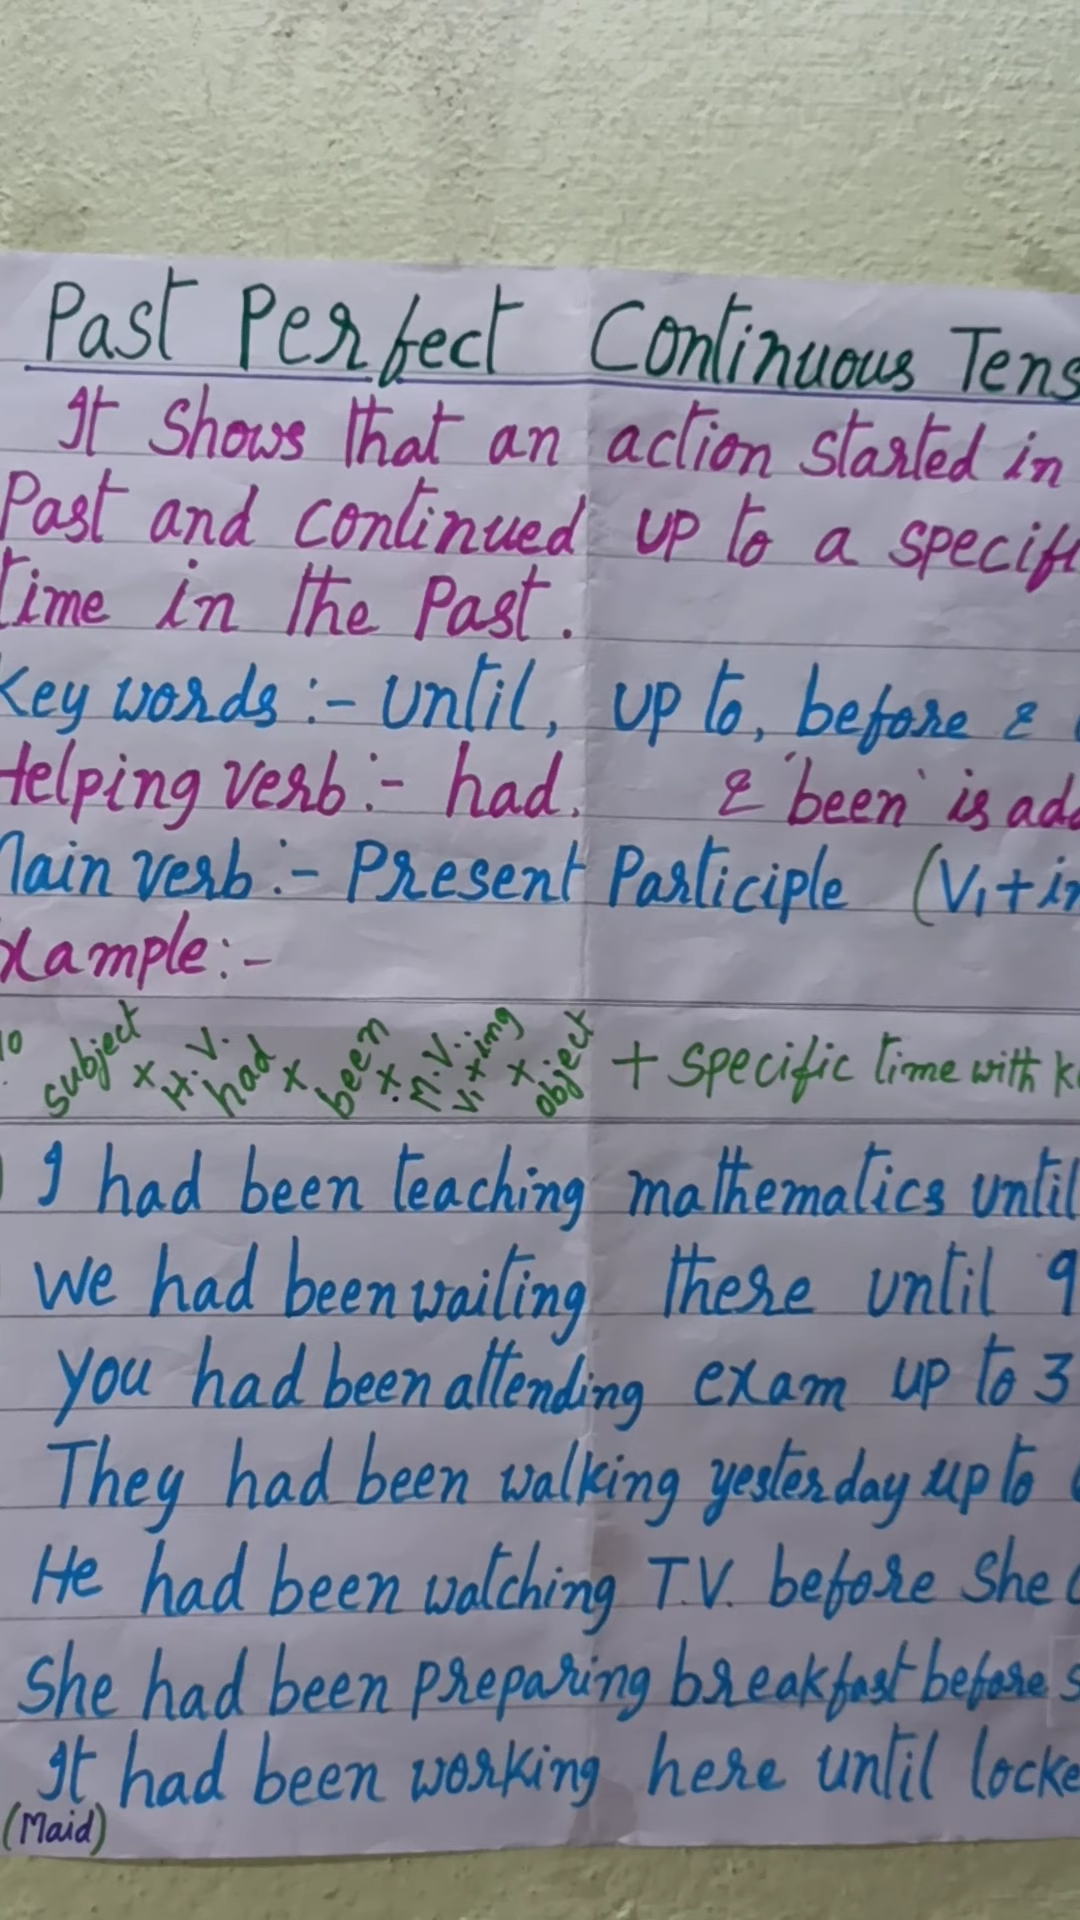 Past Perfect Continuous Tens
It shows that an action started in
Past and continued up to a specifi
time in the Past.
Key words:- until, up to, before &
Helping verb:- had. & 'been' is add
Main verb:- Present Participle (V1+in
xample:-
subject x H.V. had x been x M.V. V1+ing x object + specific time with k
I had been teaching mathematics until
We had been waiting there until 9
You had been attending exam up to 3
They had been walking yesterday up to
He had been watching T.V. before she
She had been preparing breakfast before s
It had been working here until locke
(Maid)